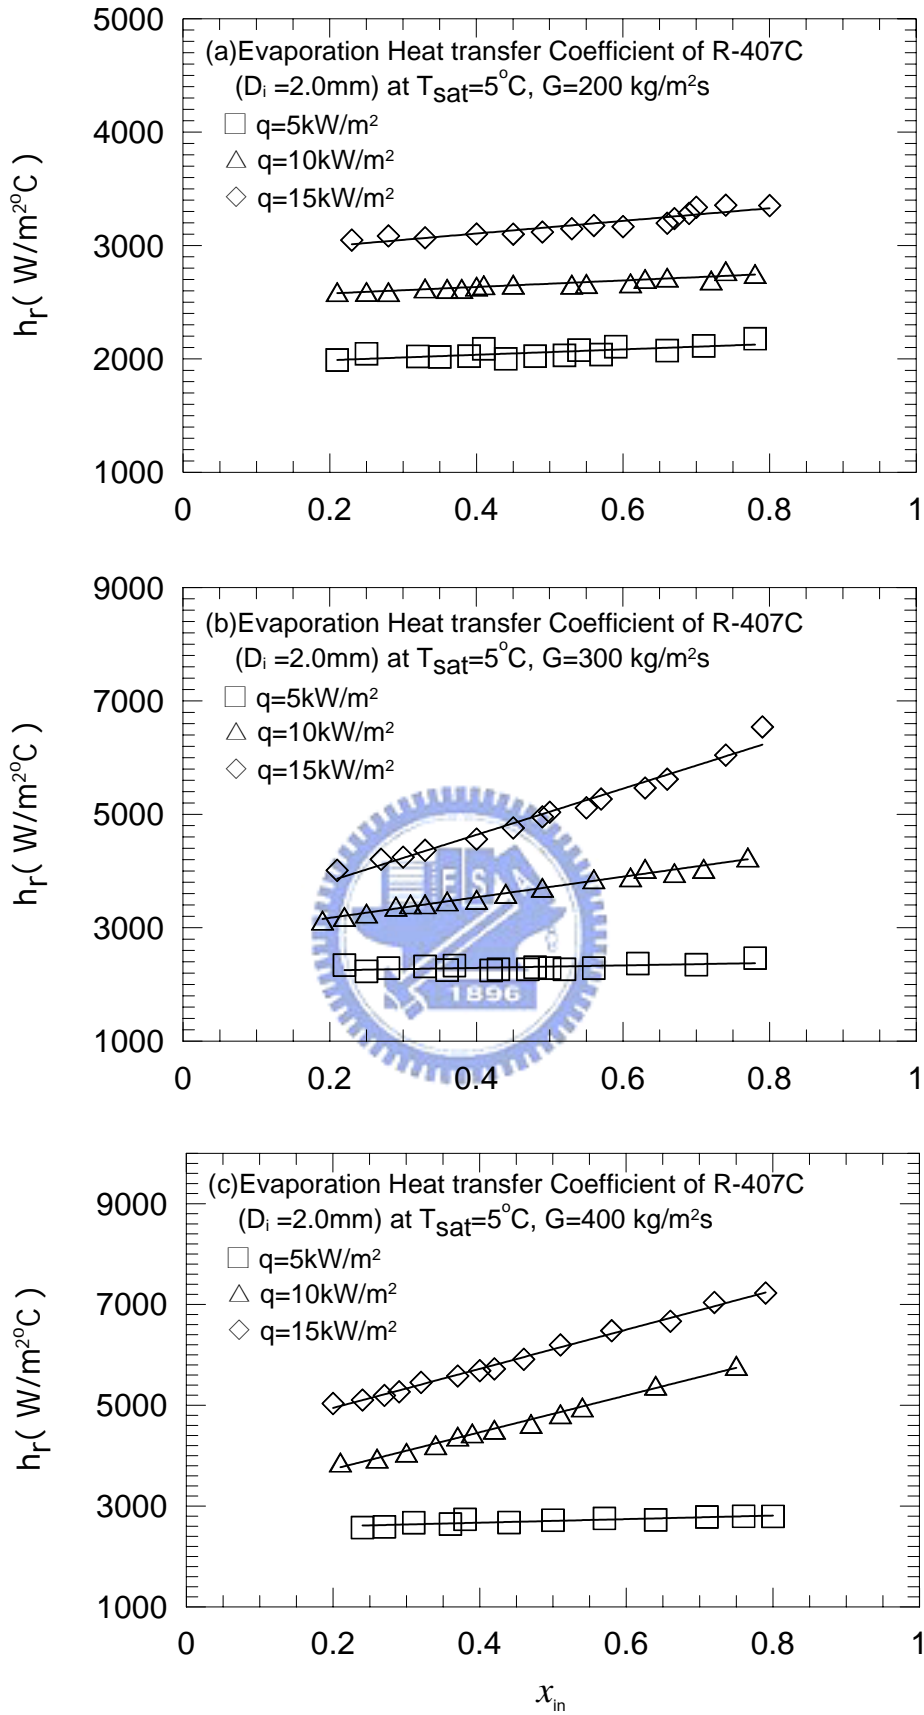 5000
4000
3000
2000
1000
hr( W/m²⁰C )
(a)Evaporation Heat transfer Coefficient of R-407C
(Di =2.0mm) at Tsat=5°C, G=200 kg/m²s
q=5kW/m²
q=10kW/m²
q=15kW/m²
0 0.2 0.4 0.6 0.8 1
9000
7000
5000
3000
1000
hr( W/m²⁰C )
(b)Evaporation Heat transfer Coefficient of R-407C
(Di =2.0mm) at Tsat=5°C, G=300 kg/m²s
q=5kW/m²
q=10kW/m²
q=15kW/m²
E S
1896
0 0.2 0.4 0.6 0.8 1
9000
7000
5000
3000
1000
hr( W/m²⁰C )
(c)Evaporation Heat transfer Coefficient of R-407C
(Di =2.0mm) at Tsat=5°C, G=400 kg/m²s
q=5kW/m²
q=10kW/m²
q=15kW/m²
0 0.2 0.4 0.6 0.8 1
xin